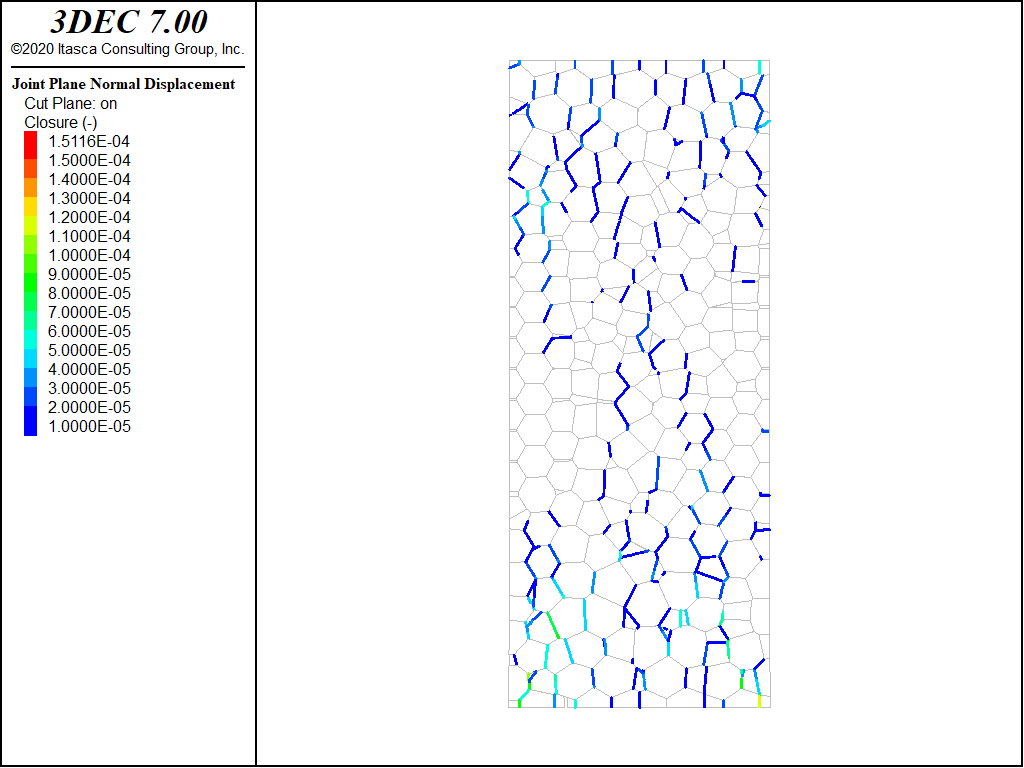 3DEC 7.00
©2020 Itasca Consulting Group, Inc.
Joint Plane Normal Displacement
Cut Plane: on
Closure (-)
1.5116E-04
1.5000E-04
1.4000E-04
1.3000E-04
1.2000E-04
1.1000E-04
1.0000E-04
9.0000E-05
8.0000E-05
7.0000E-05
6.0000E-05
5.0000E-05
4.0000E-05
3.0000E-05
2.0000E-05
1.0000E-05